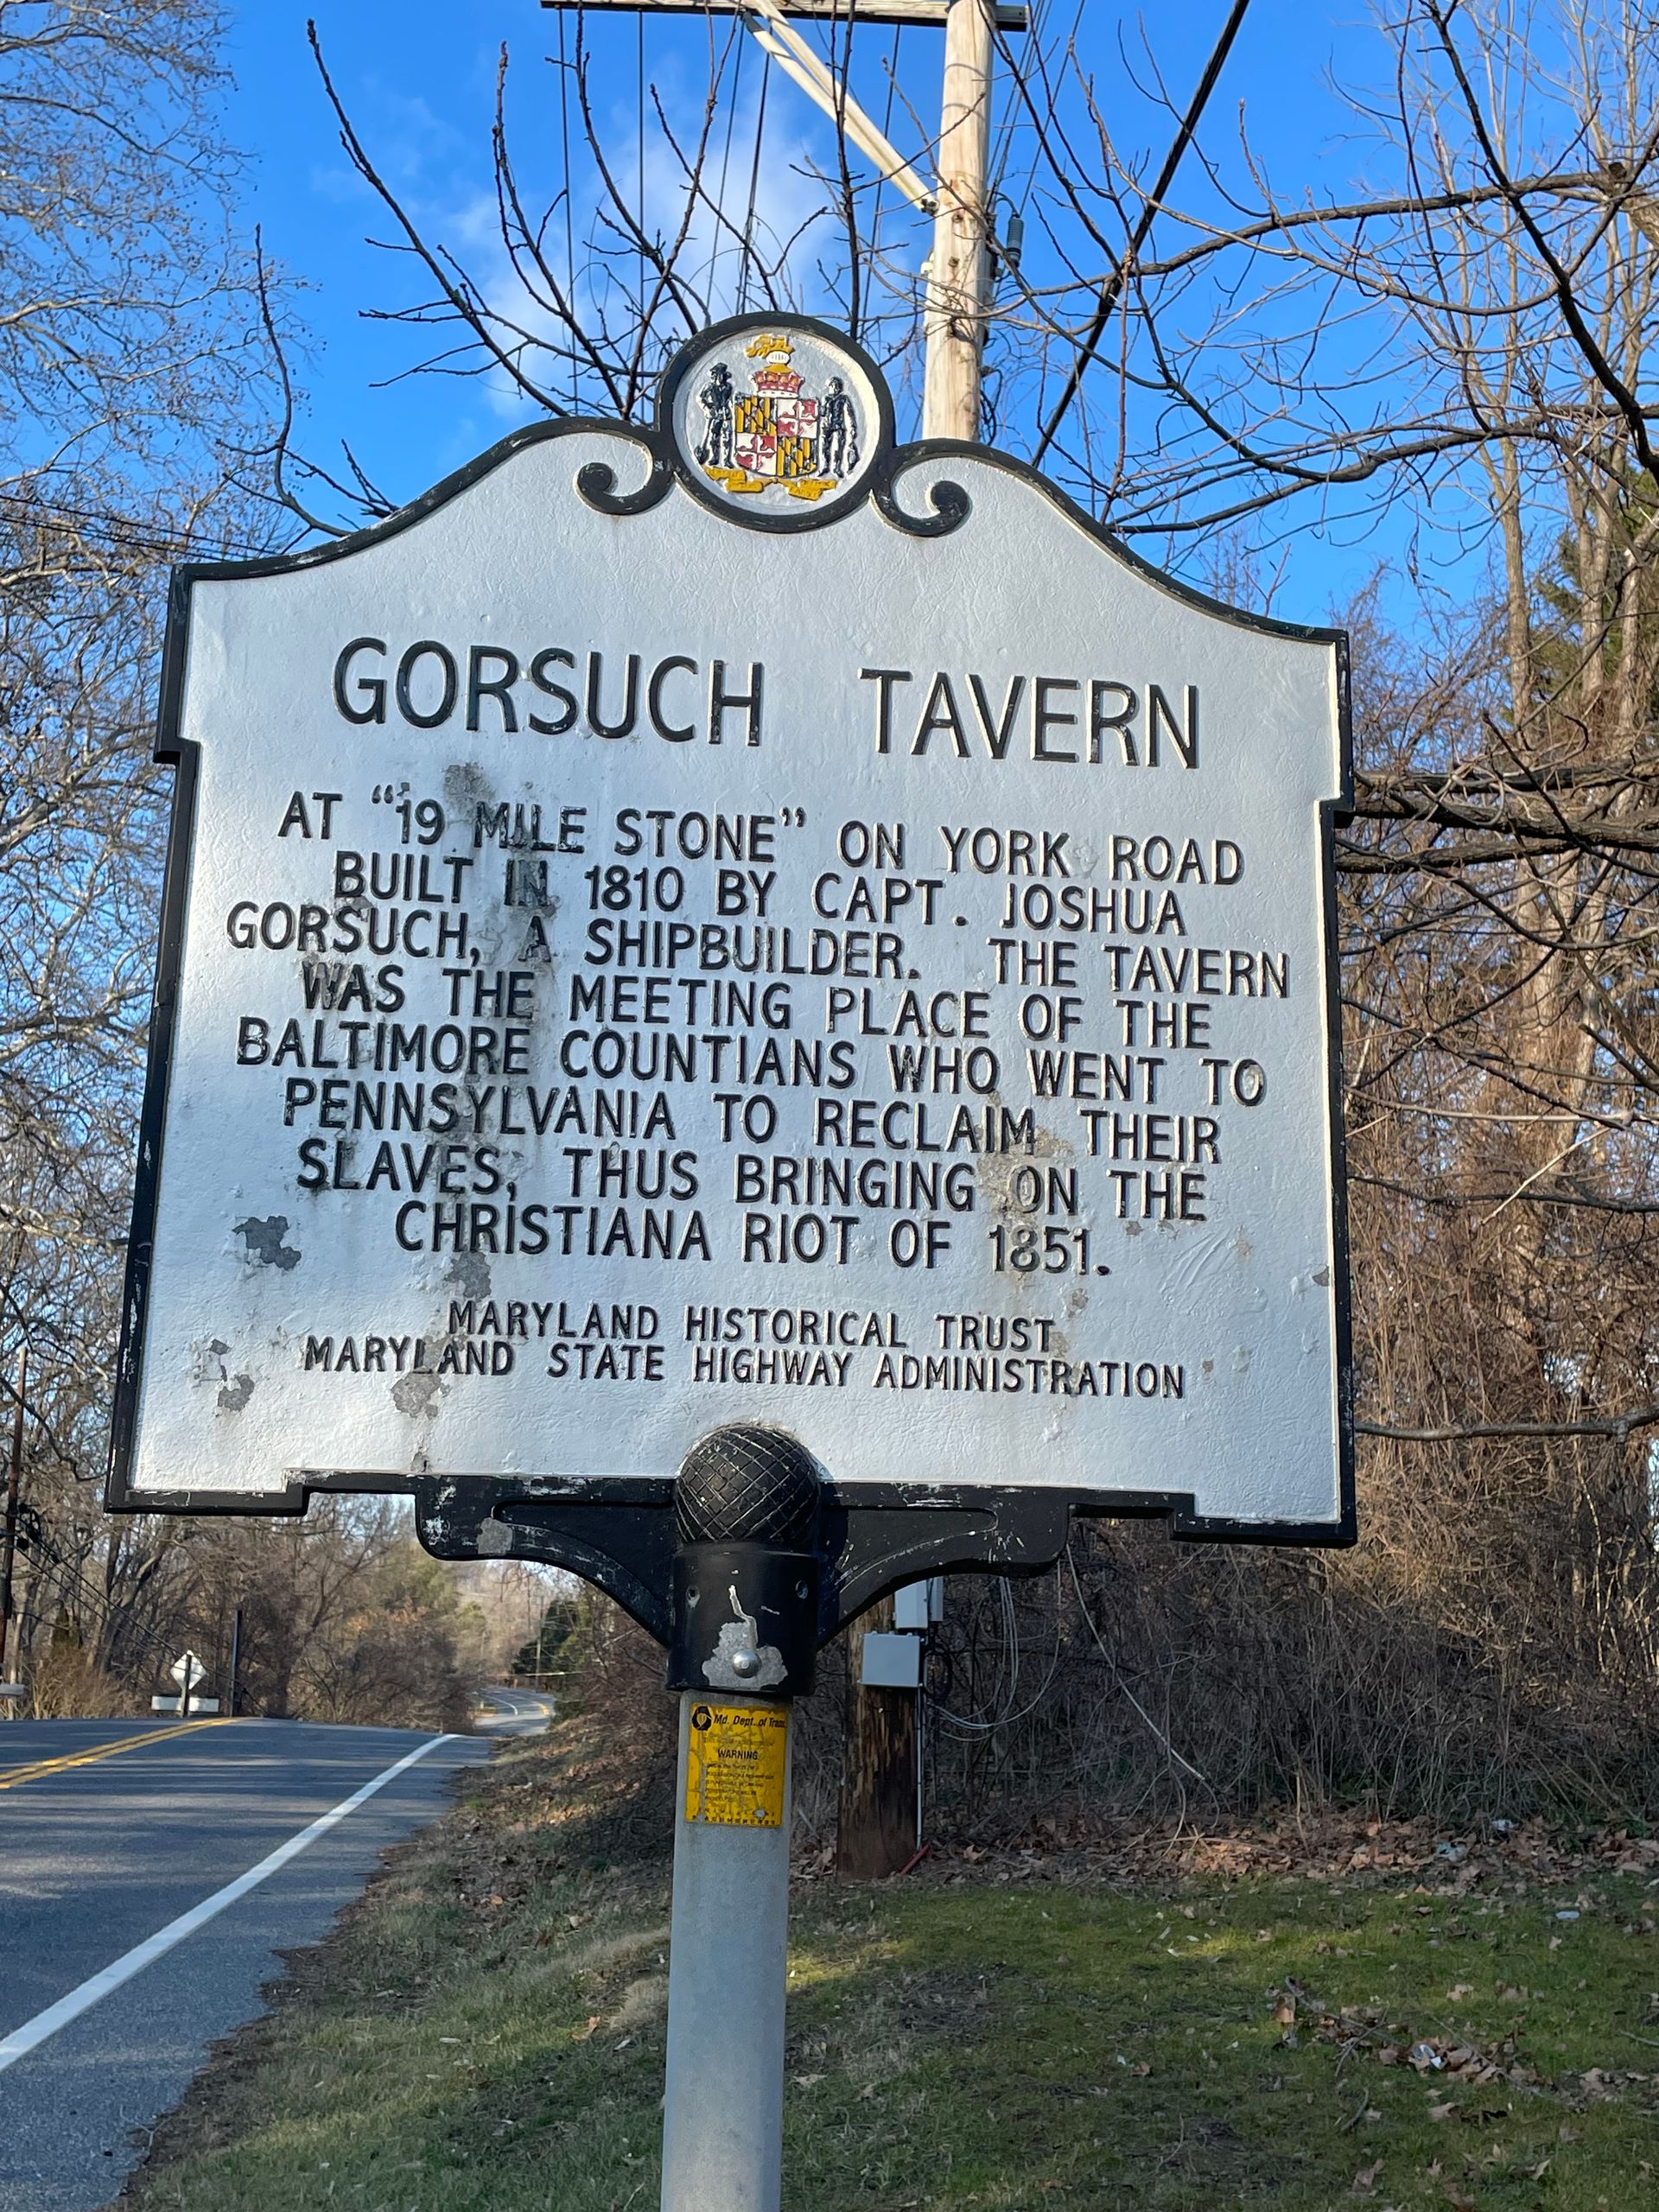 GORSUCH TAVERN
AT "19 MILE STONE" ON YORK ROAD
BUILT IN 1810 BY CAPT. JOSHUA
GORSUCH, A SHIPBUILDER. THE TAVERN
WAS THE MEETING PLACE OF THE
BALTIMORE COUNTIANS WHO WENT TO
PENNSYLVANIA TO RECLAIM THEIR
SLAVES, THUS BRINGING ON THE
CHRISTIANA RIOT OF 1851.
MARYLAND HISTORICAL TRUST
MARYLAND STATE HIGHWAY ADMINISTRATION
Md. Dept. of
WARNING